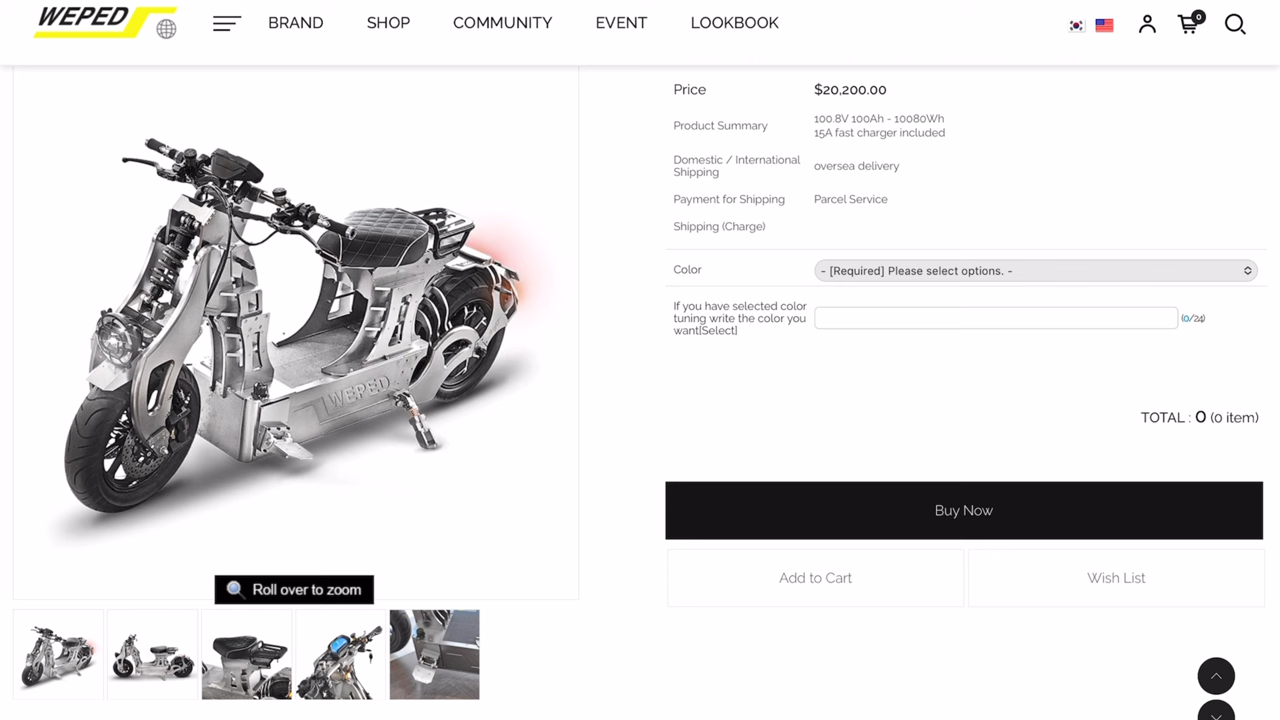 WEPED
BRAND
SHOP
COMMUNITY
EVENT
LOOKBOOK
0
Price
$20,200.00
Product Summary
100.8V 100Ah - 10080Wh
15A fast charger included
Domestic / International
Shipping
oversea delivery
Payment for Shipping
Parcel Service
Shipping (Charge)
Color
- [Required] Please select options. -
If you have selected color
tuning write the color you
want[Select]
(0/24)
TOTAL : 0 (0 item)
Buy Now
Add to Cart
Wish List
WEPED
Roll over to zoom